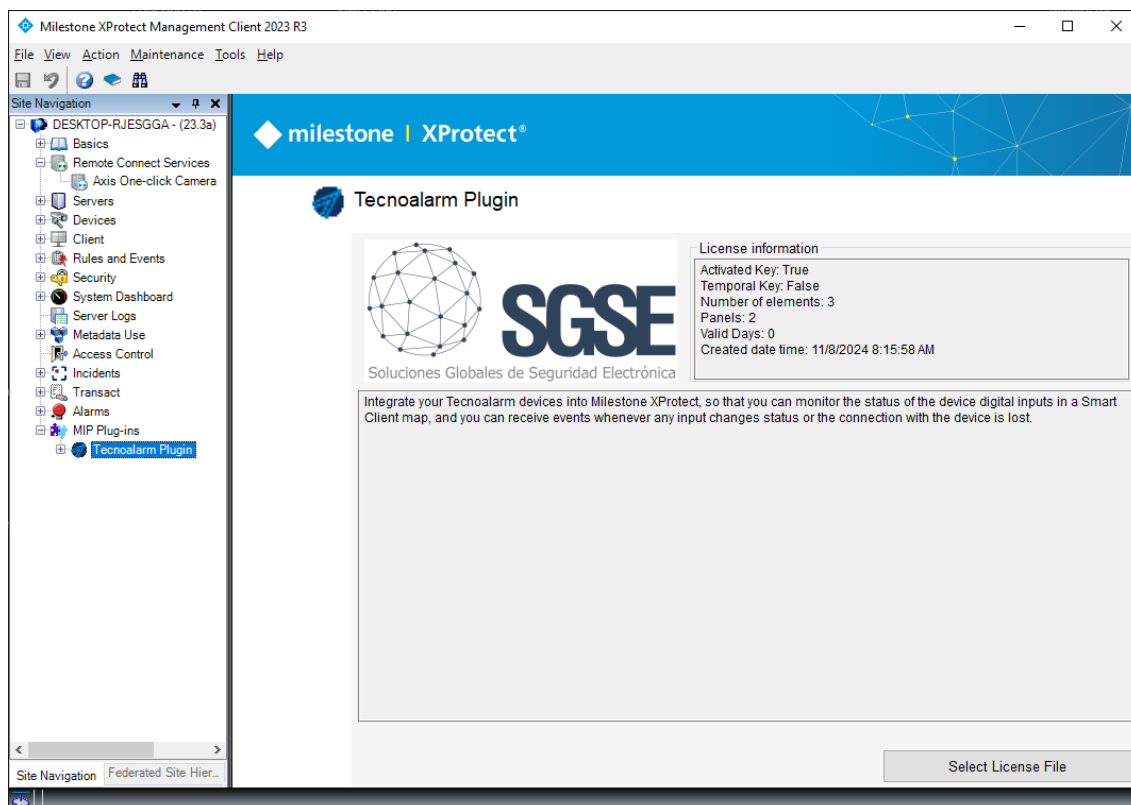 Milestone XProtect Management Client 2023 R3
File View Action Maintenance Tools Help
Site Navigation
DESKTOP-RJESGGA - (23.3a)
Basics
Remote Connect Services
Axis One-click Camera
Servers
Devices
Client
Rules and Events
Security
System Dashboard
Server Logs
Metadata Use
Access Control
Incidents
Transact
Alarms
MIP Plug-ins
Tecnoalarm Plugin
Site Navigation
Federated Site Hier...
milestone | XProtect®
Tecnoalarm Plugin
SGSE
Soluciones Globales de Seguridad Electrónica
License information
Activated Key: True
Temporal Key: False
Number of elements: 3
Panels: 2
Valid Days: 0
Created date time: 11/8/2024 8:15:58 AM
Integrate your Tecnoalarm devices into Milestone XProtect, so that you can monitor the status of the device digital inputs in a Smart
Client map, and you can receive events whenever any input changes status or the connection with the device is lost.
Select License File